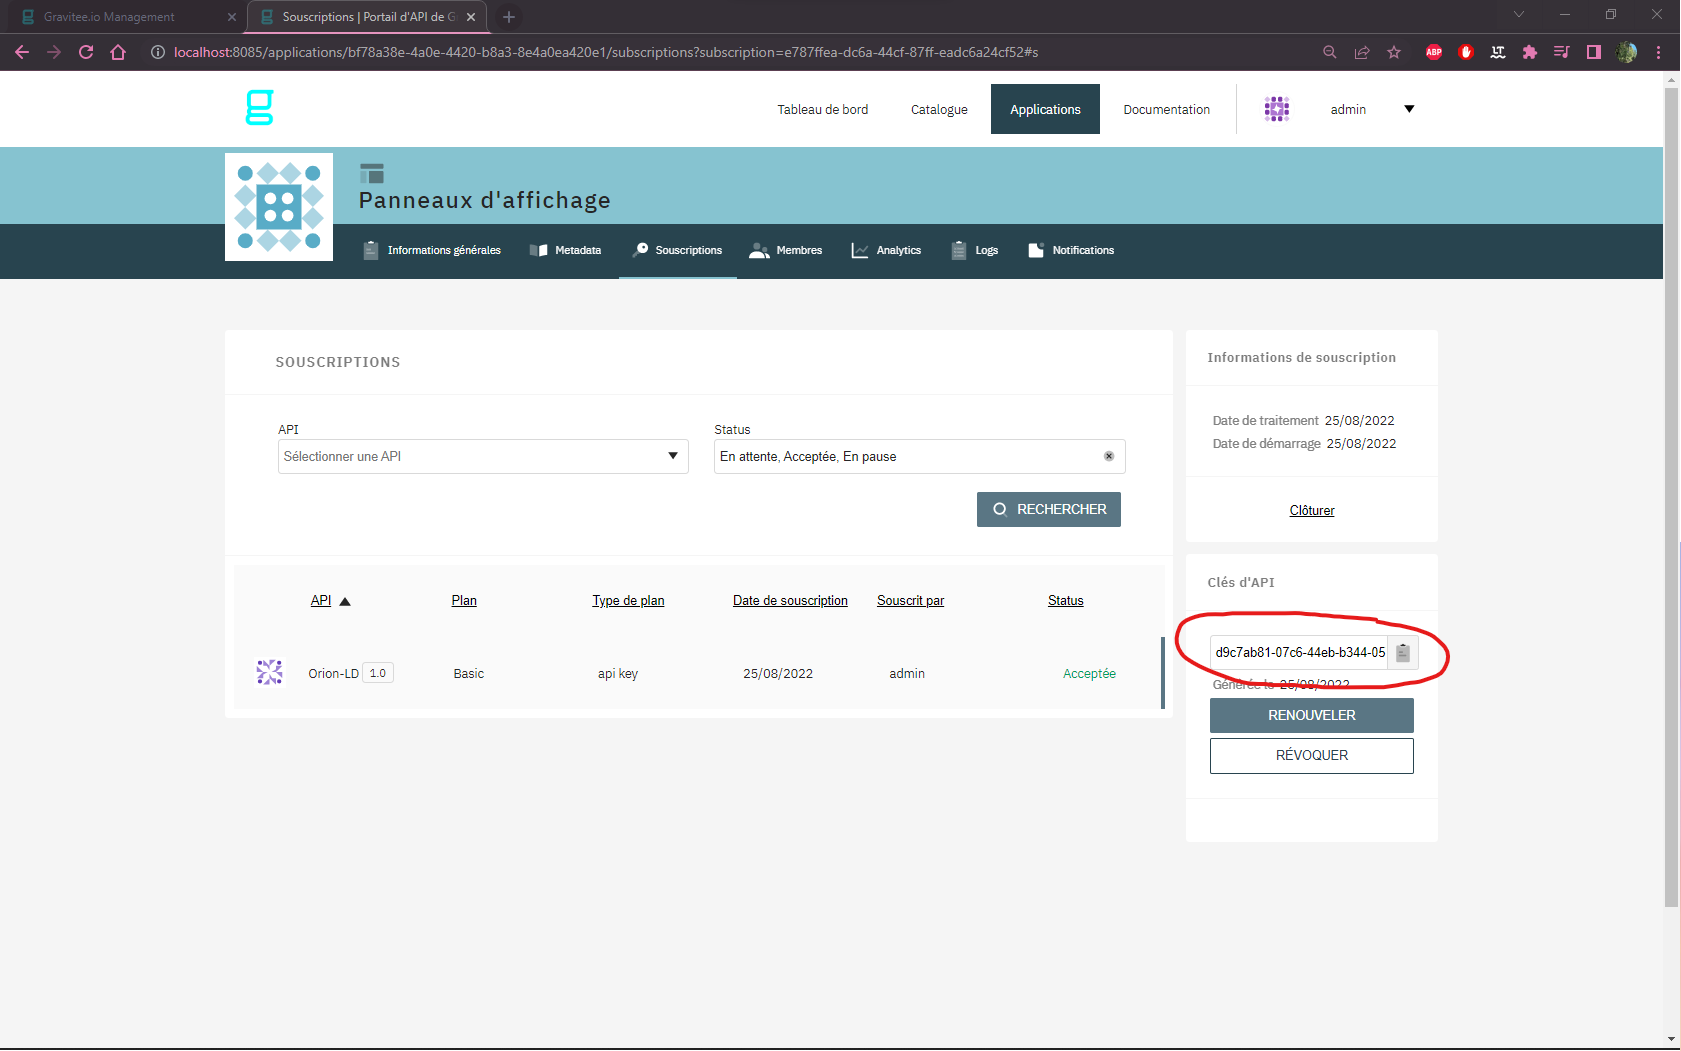 Gravitee.io Management
Souscriptions | Portail d'API de G
localhost:8085/applications/bf78a38e-4a0e-4420-b8a3-8e4a0ea420e1/subscriptions?subscription=e787ffea-dc6a-44cf-87ff-eadc6a24cf52#s
ABP
LT
g
Tableau de bord
Catalogue
Applications
Documentation
admin
Panneaux d'affichage
Informations générales
Metadata
Souscriptions
Membres
Analytics
Logs
Notifications
SOUSCRIPTIONS
API
Status
Sélectionner une API
En attente, Acceptée, En pause
RECHERCHER
API Plan Type de plan Date de souscription Souscrit par Status
Orion-LD 1.0 Basic api key 25/08/2022 admin Acceptée
Informations de souscription
Date de traitement 25/08/2022
Date de démarrage 25/08/2022
Clôturer
Clés d'API
d9c7ab81-07c6-44eb-b344-05
Générée le 25/08/2022
RENOUVELER
RÉVOQUER